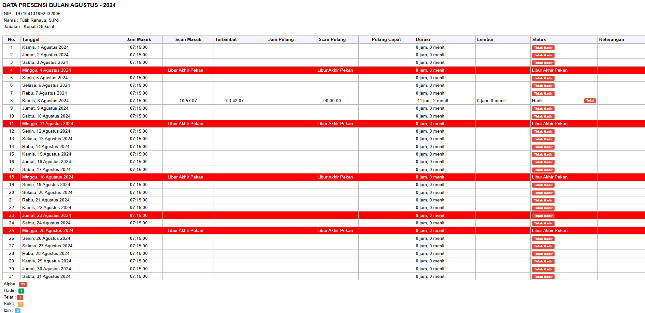 DATA PRESENSI BULAN AGUSTUS - 2024
Nama : Tutik Rahayu, S.Pd
Jabatan : Kepala Sekolah
No. Tanggal Jam Masuk Scan Masuk Terlambat Jam Pulang Scan Pulang Pulang Cepat Durasi Lembur Status Keterangan
1 Kamis, 1 Agustus 2024 07:15:00 0 jam, 0 menit Tidak Hadir
2 Jumat, 2 Agustus 2024 07:15:00 0 jam, 0 menit Tidak Hadir
3 Sabtu, 3 Agustus 2024 07:15:00 0 jam, 0 menit Tidak Hadir
4 Minggu, 4 Agustus 2024 Libur Akhir Pekan Libur Akhir Pekan 0 jam, 0 menit Libur Akhir Pekan
5 Senin, 5 Agustus 2024 07:15:00 0 jam, 0 menit Tidak Hadir
6 Selasa, 6 Agustus 2024 07:15:00 0 jam, 0 menit Tidak Hadir
7 Rabu, 7 Agustus 2024 07:15:00 0 jam, 0 menit Tidak Hadir
8 Kamis, 8 Agustus 2024 07:15:00 0 jam, 0 menit Hadir
9 Jumat, 9 Agustus 2024 07:15:00 0 jam, 0 menit Tidak Hadir
10 Sabtu, 10 Agustus 2024 07:15:00 0 jam, 0 menit Tidak Hadir
11 Minggu, 11 Agustus 2024 Libur Akhir Pekan Libur Akhir Pekan 0 jam, 0 menit Libur Akhir Pekan
12 Senin, 12 Agustus 2024 07:15:00 0 jam, 0 menit Tidak Hadir
13 Selasa, 13 Agustus 2024 07:15:00 0 jam, 0 menit Tidak Hadir
14 Rabu, 14 Agustus 2024 07:15:00 0 jam, 0 menit Tidak Hadir
15 Kamis, 15 Agustus 2024 07:15:00 0 jam, 0 menit Tidak Hadir
16 Jumat, 16 Agustus 2024 07:15:00 0 jam, 0 menit Tidak Hadir
17 Sabtu, 17 Agustus 2024 07:15:00 0 jam, 0 menit Tidak Hadir
18 Minggu, 18 Agustus 2024 Libur Akhir Pekan Libur Akhir Pekan 0 jam, 0 menit Libur Akhir Pekan
19 Senin, 19 Agustus 2024 07:15:00 0 jam, 0 menit Tidak Hadir
20 Selasa, 20 Agustus 2024 07:15:00 0 jam, 0 menit Tidak Hadir
21 Rabu, 21 Agustus 2024 07:15:00 0 jam, 0 menit Tidak Hadir
22 Kamis, 22 Agustus 2024 07:15:00 0 jam, 0 menit Tidak Hadir
23 Jumat, 23 Agustus 2024 07:15:00 0 jam, 0 menit Tidak Hadir
24 Sabtu, 24 Agustus 2024 07:15:00 0 jam, 0 menit Tidak Hadir
25 Minggu, 25 Agustus 2024 Libur Akhir Pekan Libur Akhir Pekan 0 jam, 0 menit Libur Akhir Pekan
26 Senin, 26 Agustus 2024 07:15:00 0 jam, 0 menit Tidak Hadir
27 Selasa, 27 Agustus 2024 07:15:00 0 jam, 0 menit Tidak Hadir
28 Rabu, 28 Agustus 2024 07:15:00 0 jam, 0 menit Tidak Hadir
29 Kamis, 29 Agustus 2024 07:15:00 0 jam, 0 menit Tidak Hadir
30 Jumat, 30 Agustus 2024 07:15:00 0 jam, 0 menit Tidak Hadir
31 Sabtu, 31 Agustus 2024 07:15:00 0 jam, 0 menit Tidak Hadir
Alpha :
Hadir :
Telat :
Izin :